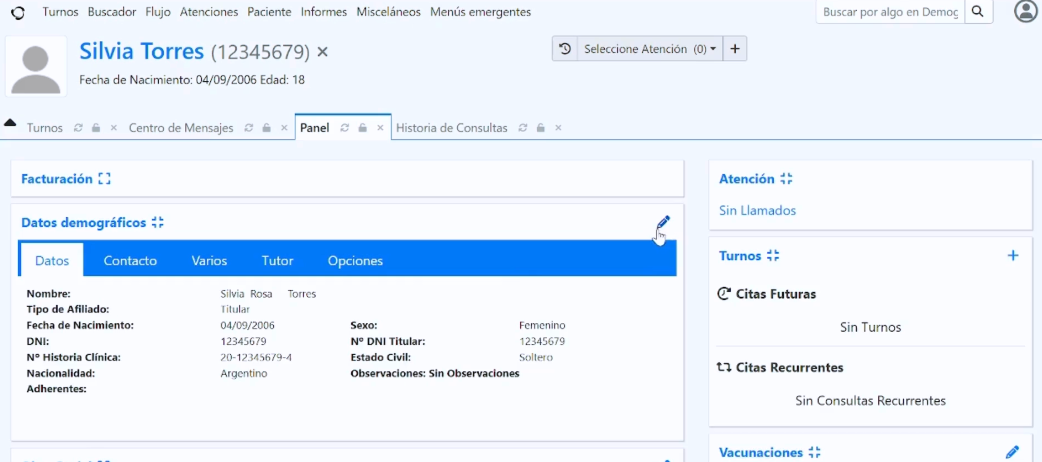 Turnos Buscador Flujo Atenciones Paciente Informes Misceláneos Menús emergentes
Buscar por algo en Demog
Silvia Torres (12345679) ×
Fecha de Nacimiento: 04/09/2006 Edad: 18
Seleccione Atención (0)
Turnos
Centro de Mensajes
Panel
Historia de Consultas
Facturación
Datos demográficos
Datos Contacto Varios Tutor Opciones
Nombre: Silvia Rosa Torres
Tipo de Afiliado: Titular
Fecha de Nacimiento: 04/09/2006 Sexo: Femenino
DNI: 12345679 Nº DNI Titular: 12345679
Nº Historia Clínica: 20-12345679-4 Estado Civil: Soltero
Nacionalidad: Argentino Observaciones: Sin Observaciones
Adherentes:
Atención
Sin Llamados
Turnos
Citas Futuras
Sin Turnos
Citas Recurrentes
Sin Consultas Recurrentes
Vacunaciones